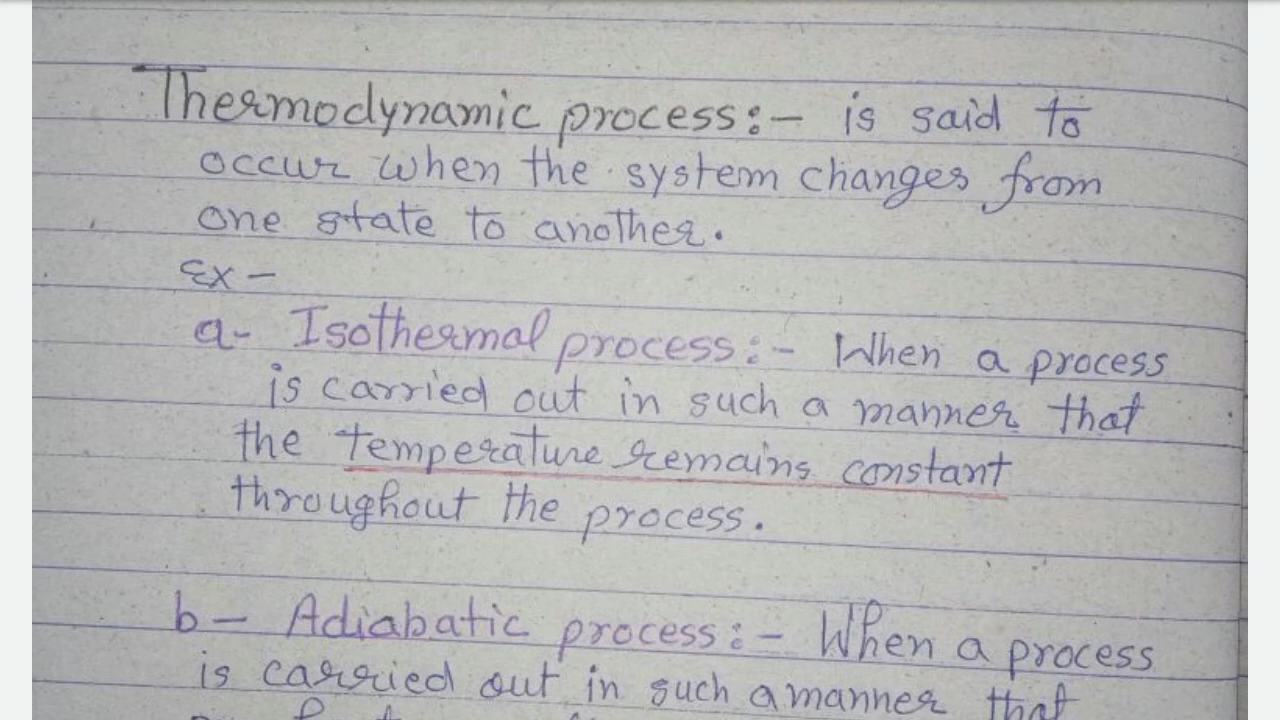 Thermodynamic process:- is said to
occur when the system changes from
one state to another.
Ex -
a- Isothermal process:- When a process
is carried out in such a manner that
the temperature remains constant
throughout the process.
b- Adiabatic process:- When a process
is carried out in such a manner that